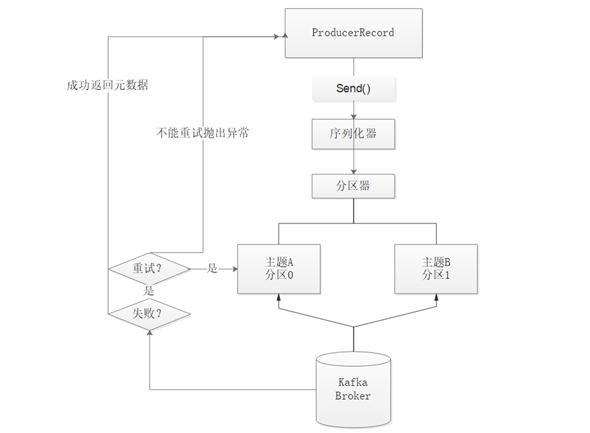 ProducerRecord
成功返回元数据
Send()
不能重试抛出异常
序列化器
分区器
主题A
分区0
主题B
分区1
重试?
是
是
失败?
Kafka
Broker